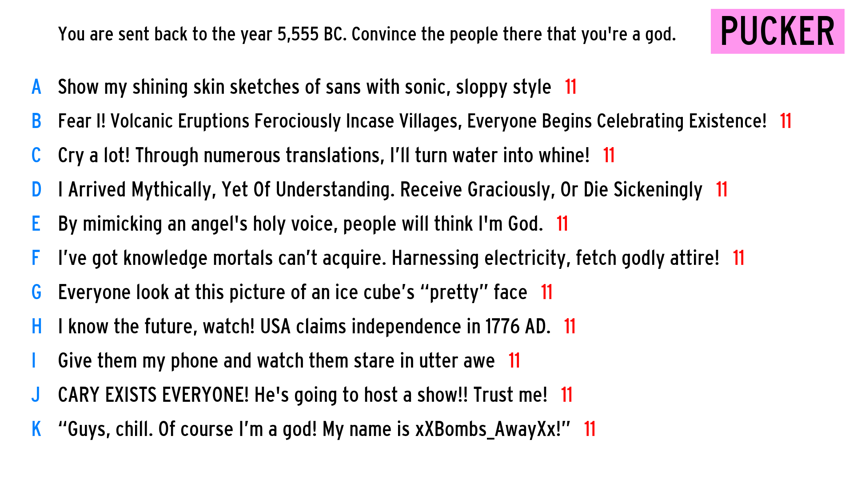 You are sent back to the year 5,555 BC. Convince the people there that you're a god.
PUCKER
A Show my shining skin sketches of sans with sonic, sloppy style 11
B Fear I! Volcanic Eruptions Ferociously Incase Villages, Everyone Begins Celebrating Existence! 11
C Cry a lot! Through numerous translations, I'll turn water into whine! 11
D I Arrived Mythically, Yet Of Understanding. Receive Graciously, Or Die Sickeningly 11
E By mimicking an angel's holy voice, people will think I'm God. 11
F I've got knowledge mortals can't acquire. Harnessing electricity, fetch godly attire! 11
G Everyone look at this picture of an ice cube's “pretty” face 11
H I know the future, watch! USA claims independence in 1776 AD. 11
I Give them my phone and watch them stare in utter awe 11
J CARY EXISTS EVERYONE! He's going to host a show!! Trust me! 11
K “Guys, chill. Of course I'm a god! My name is xXBombs_AwayXx!” 11